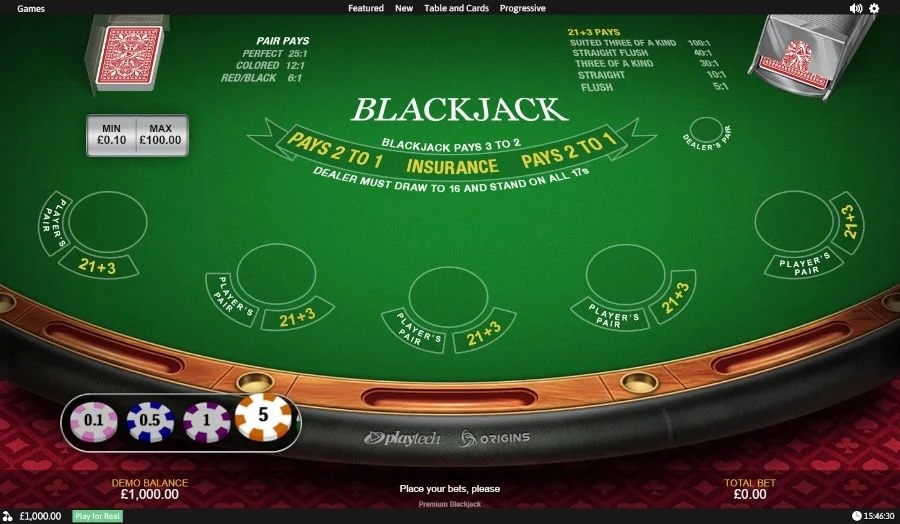 Games
Featured New Table and Cards Progressive
PAIR PAYS
PERFECT 25:1
COLORED 12:1
RED/BLACK 6:1
21+3 PAYS
SUITED THREE OF A KIND 100:1
STRAIGHT FLUSH 40:1
THREE OF A KIND 30:1
STRAIGHT 10:1
FLUSH 5:1
MIN MAX
£0.10 £100.00
BLACKJACK
BLACKJACK PAYS 3 TO 2
PAYS 2 TO 1 INSURANCE PAYS 2 TO 1
DEALER MUST DRAW TO 16 AND STAND ON ALL 17s
DEALER'S PAIR
PLAYER'S
PAIR
21+3
PLAYER'S
PAIR
21+3
PLAYER'S
PAIR
21+3
PLAYER'S
PAIR
21+3
PLAYER'S
PAIR
21+3
0.1 0.5 1 5
playtech ORIGINS
DEMO BALANCE
£1,000.00
Place your bets, please
Premium Blackjack
TOTAL BET
£0.00
£1,000.00 Play for Real
15:46:30